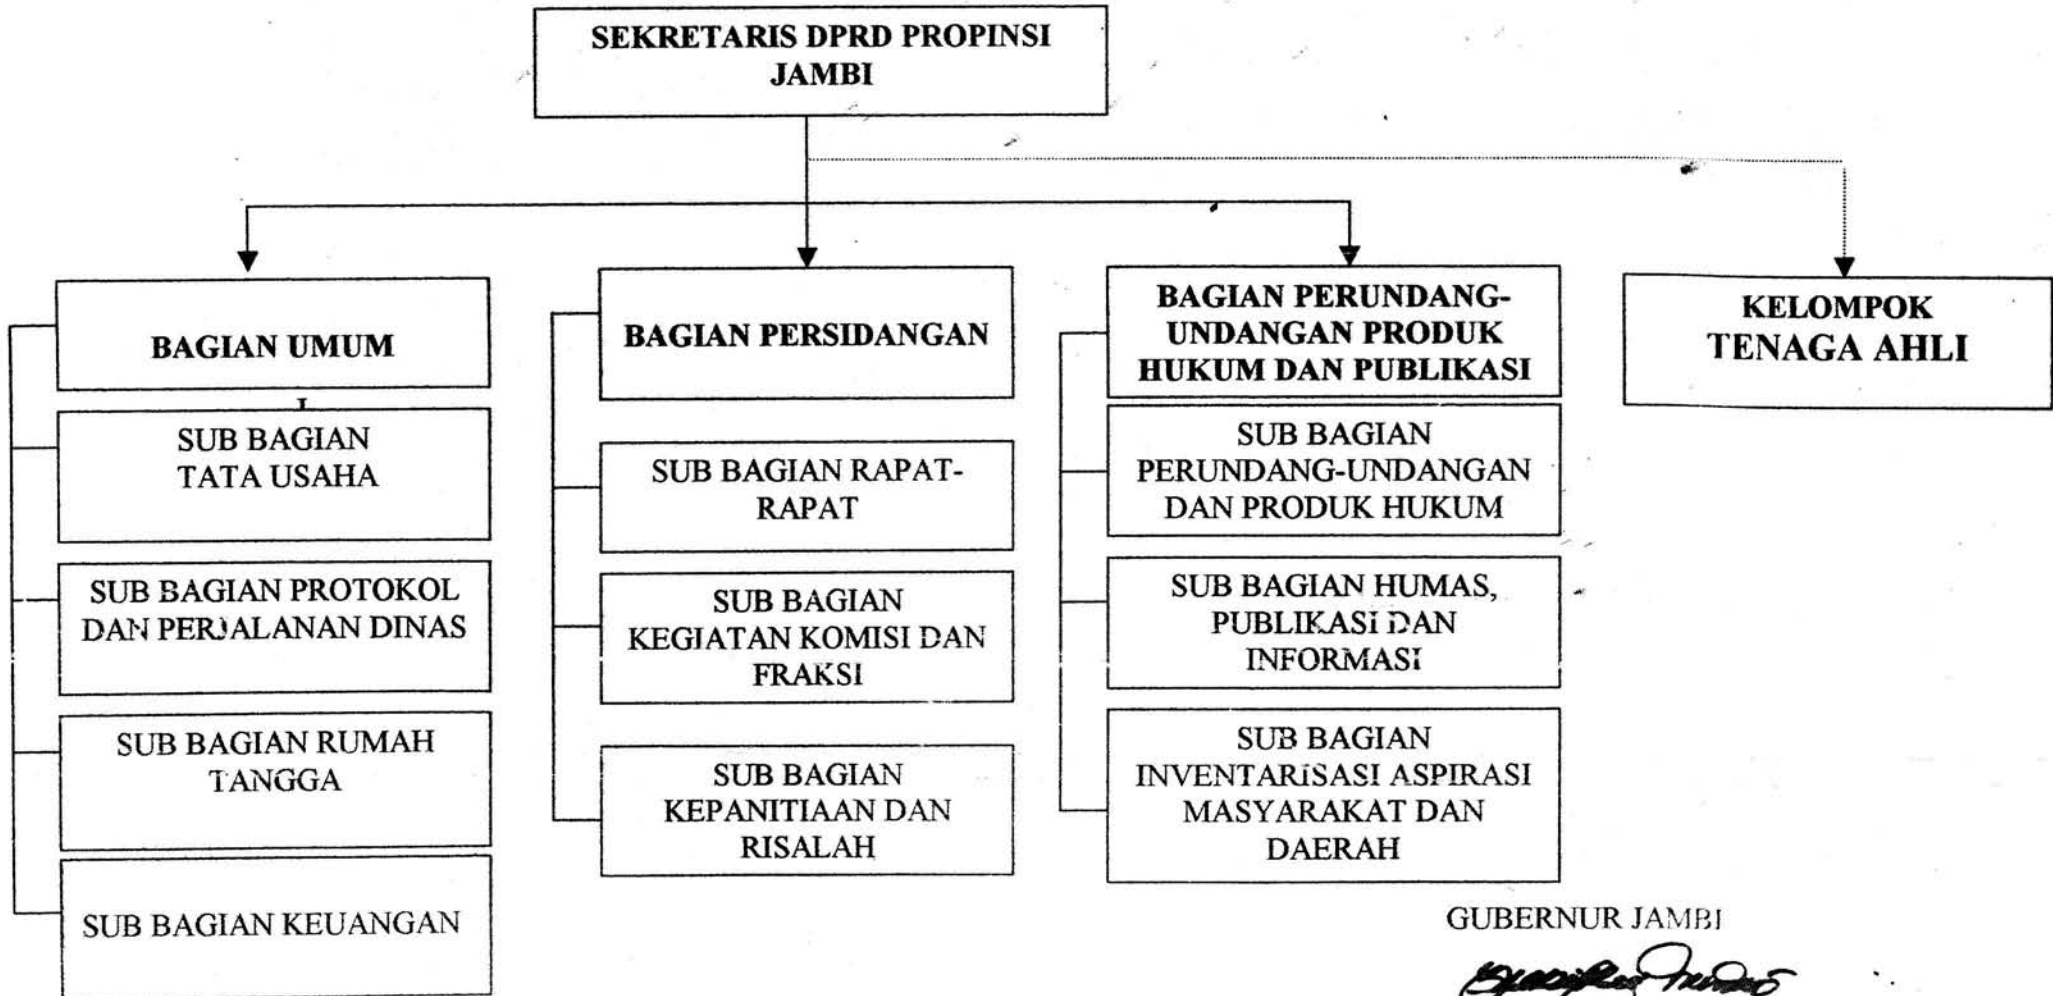 SEKRETARIS DPRD PROPINSI
JAMBI
BAGIAN UMUM
SUB BAGIAN
TATA USAHA
SUB BAGIAN PROTOKOL
DAN PERJALANAN DINAS
SUB BAGIAN RUMAH
TANGGA
SUB BAGIAN KEUANGAN
BAGIAN PERSIDANGAN
SUB BAGIAN RAPAT-
RAPAT
SUB BAGIAN
KEGIATAN KOMISI DAN
FRAKSI
SUB BAGIAN
KEPANITIAAN DAN
RISALAH
BAGIAN PERUNDANG-
UNDANGAN PRODUK
HUKUM DAN PUBLIKASI
SUB BAGIAN
PERUNDANG-UNDANGAN
DAN PRODUK HUKUM
SUB BAGIAN HUMAS,
PUBLIKASI DAN
INFORMASI
SUB BAGIAN
INVENTARISASI ASPIRASI
MASYARAKAT DAN
DAERAH
KELOMPOK
TENAGA AHLI
GUBERNUR JAMBI